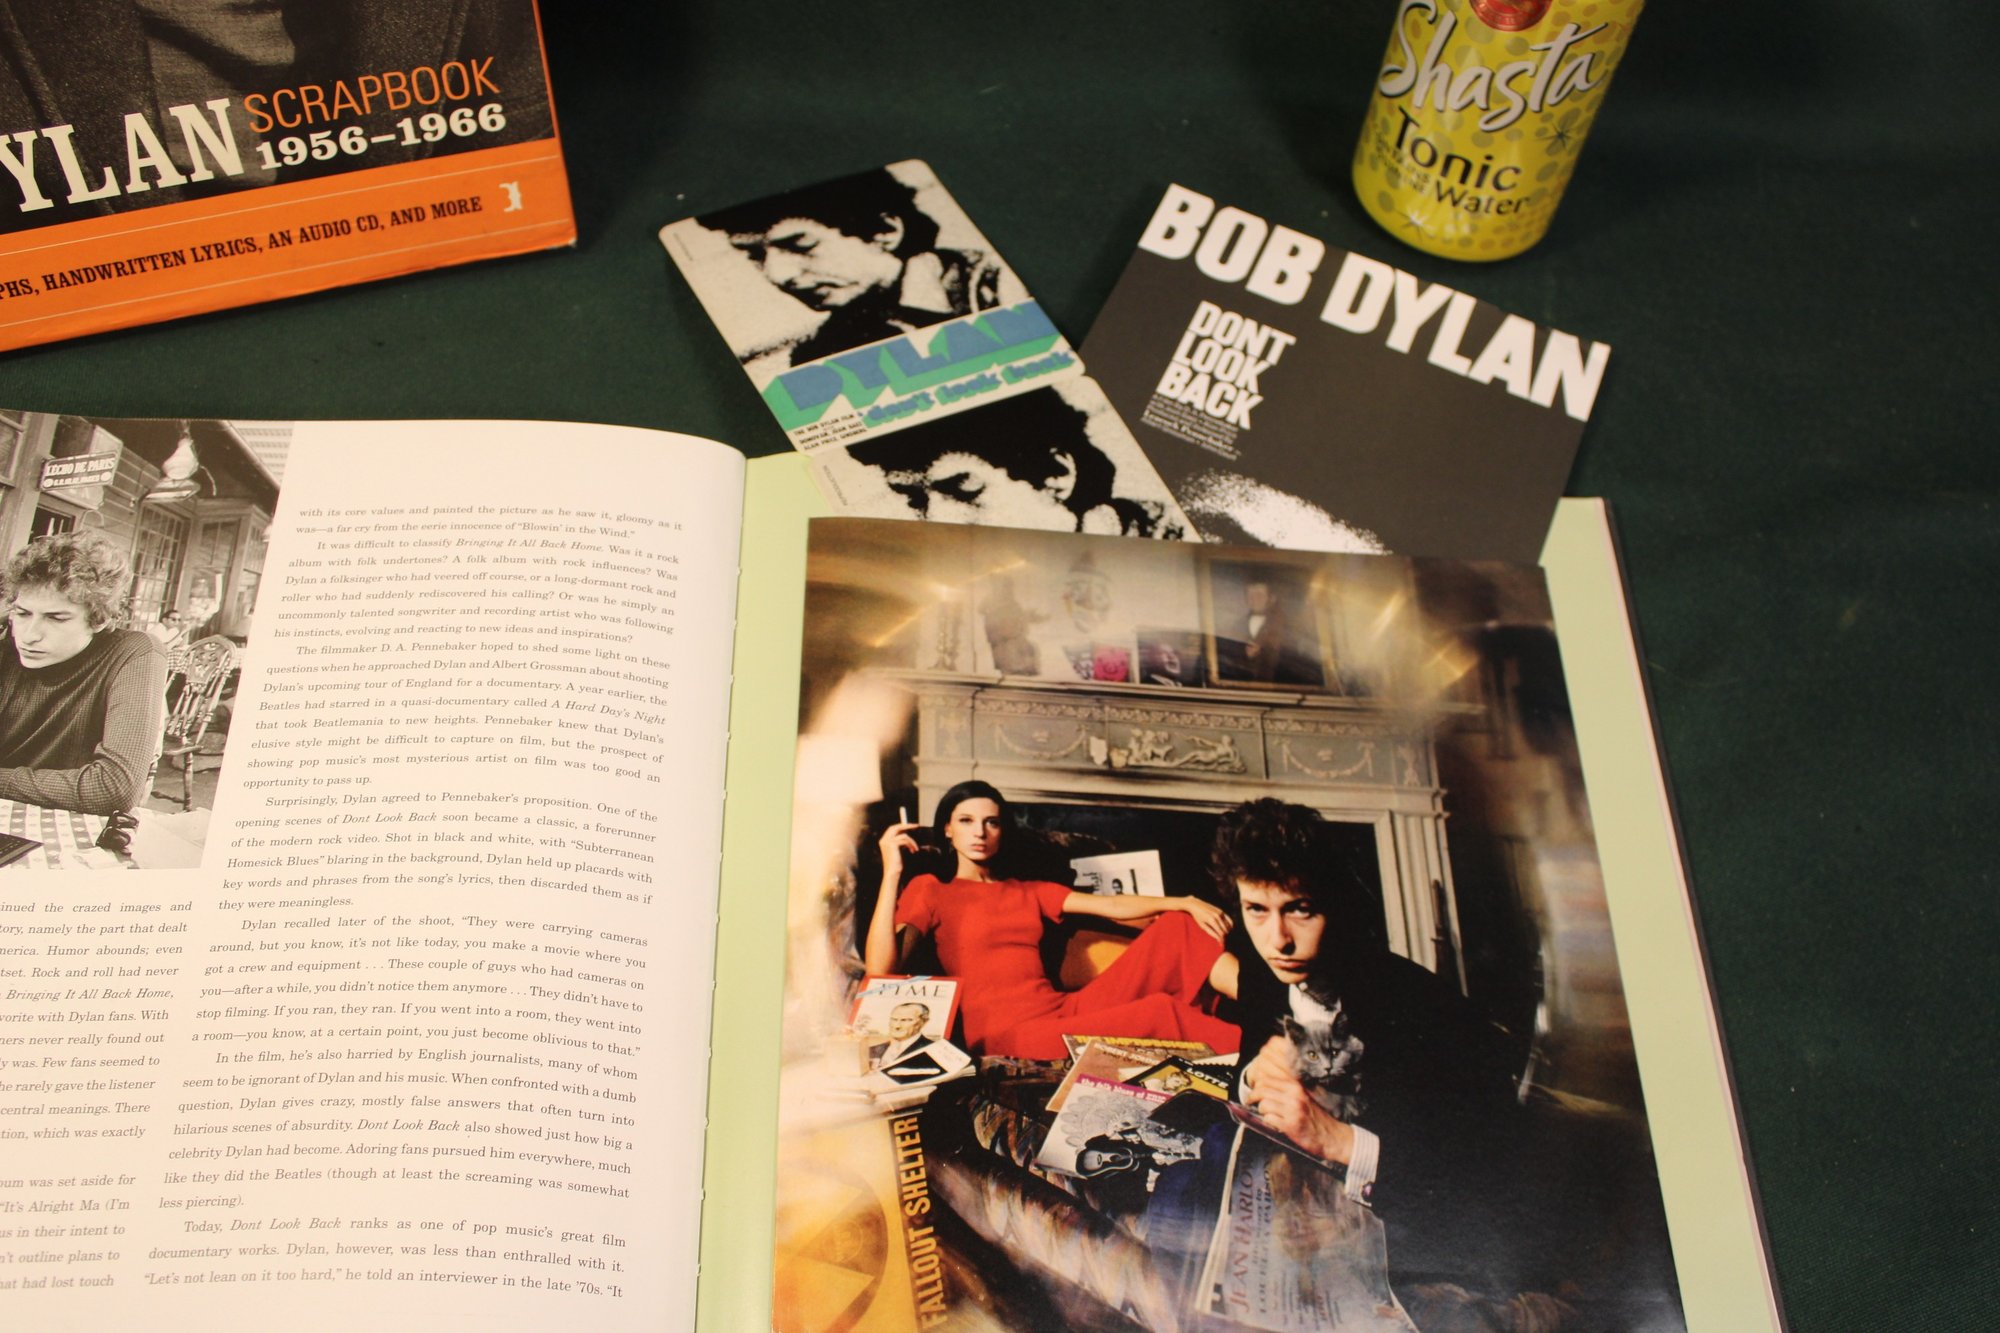 YLAN
SCRAPBOOK
1956–1966
PHS, HANDWRITTEN LYRICS, AN AUDIO CD, AND MORE
Shasta
Tonic
Water
DYLAN
don't look back
THE BOB DYLAN FILM
DONOVAN, JOAN BAEZ
ALAN PRICE
BOB DYLAN
DONT
LOOK
BACK
L'ECHO DE PARIS
inued the crazed images and
tory, namely the part that dealt
merica. Humor abounds; even
tset. Rock and roll had never
Bringing It All Back Home,
vorite with Dylan fans. With
ners never really found out
y was. Few fans seemed to
he rarely gave the listener
central meanings. There
tion, which was exactly
bum was set aside for
"It's Alright Ma (I'm
us in their intent to
n't outline plans to
hat had lost touch
with its core values and painted the picture as he saw it, gloomy as it
was—a far cry from the eerie innocence of "Blowin' in the Wind."
It was difficult to classify Bringing It All Back Home. Was it a rock
album with folk undertones? A folk album with rock influences? Was
Dylan a folksinger who had veered off course, or a long-dormant rock and
roller who had suddenly rediscovered his calling? Or was he simply an
uncommonly talented songwriter and recording artist who was following
his instincts, evolving and reacting to new ideas and inspirations?
The filmmaker D. A. Pennebaker hoped to shed some light on these
questions when he approached Dylan and Albert Grossman about shooting
Dylan's upcoming tour of England for a documentary. A year earlier, the
Beatles had starred in a quasi-documentary called A Hard Day's Night
that took Beatlemania to new heights. Pennebaker knew that Dylan's
elusive style might be difficult to capture on film, but the prospect of
showing pop music's most mysterious artist on film was too good an
opportunity to pass up.
Surprisingly, Dylan agreed to Pennebaker's proposition. One of the
opening scenes of Dont Look Back soon became a classic, a forerunner
of the modern rock video. Shot in black and white, with "Subterranean
Homesick Blues" blaring in the background, Dylan held up placards with
key words and phrases from the song's lyrics, then discarded them as if
they were meaningless.
Dylan recalled later of the shoot, "They were carrying cameras
around, but you know, it's not like today, you make a movie where you
got a crew and equipment . . . These couple of guys who had cameras on
you—after a while, you didn't notice them anymore . . . They didn't have to
stop filming. If you ran, they ran. If you went into a room, they went into
a room—you know, at a certain point, you just become oblivious to that."
In the film, he's also harried by English journalists, many of whom
seem to be ignorant of Dylan and his music. When confronted with a dumb
question, Dylan gives crazy, mostly false answers that often turn into
hilarious scenes of absurdity. Dont Look Back also showed just how big a
celebrity Dylan had become. Adoring fans pursued him everywhere, much
like they did the Beatles (though at least the screaming was somewhat
less piercing).
Today, Dont Look Back ranks as one of pop music's great film
documentary works. Dylan, however, was less than enthralled with it.
"Let's not lean on it too hard," he told an interviewer in the late '70s. "It
TIME
LOTTE
the folk blues of ERIC
FALLOUT SHELTER
JEAN HARLOW